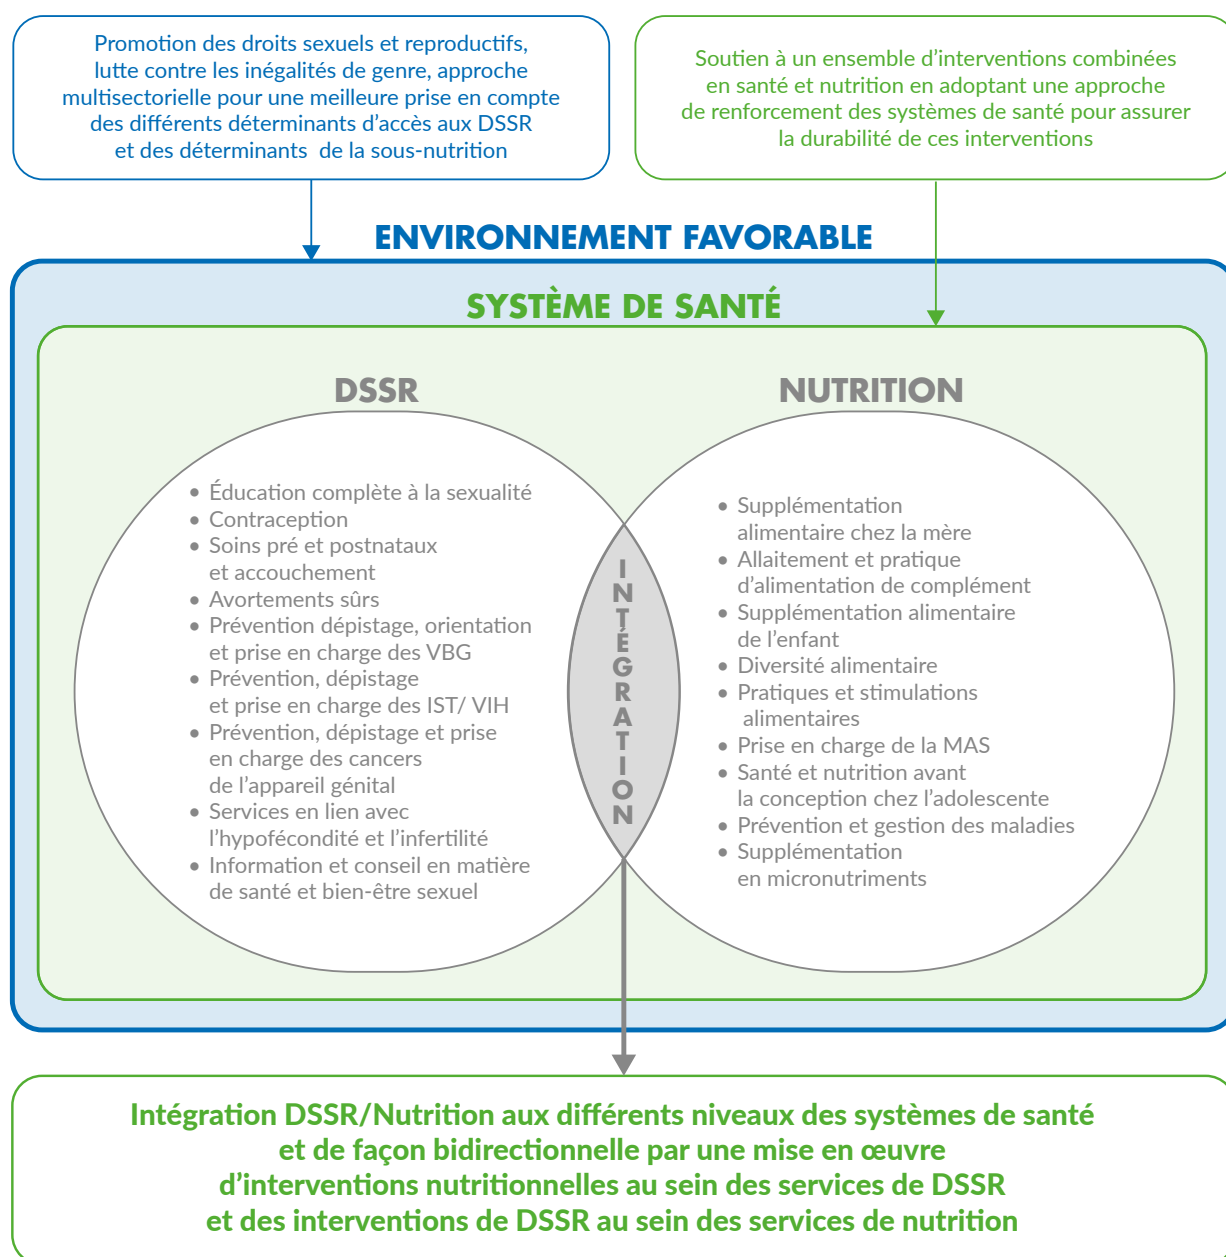 Promotion des droits sexuels et reproductifs,
lutte contre les inégalités de genre, approche
multisectorielle pour une meilleure prise en compte
des différents déterminants d’accès aux DSSR
et des déterminants de la sous-nutrition
Soutien à un ensemble d’interventions combinées
en santé et nutrition en adoptant une approche
de renforcement des systèmes de santé pour assurer
la durabilité de ces interventions
ENVIRONNEMENT FAVORABLE
SYSTÈME DE SANTÉ
DSSR
• Éducation complète à la sexualité
• Contraception
• Soins pré et postnataux
et accouchement
• Avortements sûrs
• Prévention dépistage, orientation
et prise en charge des VBG
• Prévention, dépistage
et prise en charge des IST/ VIH
• Prévention, dépistage et prise
en charge des cancers
de l’appareil génital
• Services en lien avec
l’hypofécondité et l’infertilité
• Information et conseil en matière
de santé et bien-être sexuel
INTÉGRATION
NUTRITION
• Supplémentation
alimentaire chez la mère
• Allaitement et pratique
d’alimentation de complément
• Supplémentation alimentaire
de l’enfant
• Diversité alimentaire
• Pratiques et stimulations
alimentaires
• Prise en charge de la MAS
• Santé et nutrition avant
la conception chez l’adolescente
• Prévention et gestion des maladies
• Supplémentation
en micronutriments
Intégration DSSR/Nutrition aux différents niveaux des systèmes de santé
et de façon bidirectionnelle par une mise en œuvre
d’interventions nutritionnelles au sein des services de DSSR
et des interventions de DSSR au sein des services de nutrition